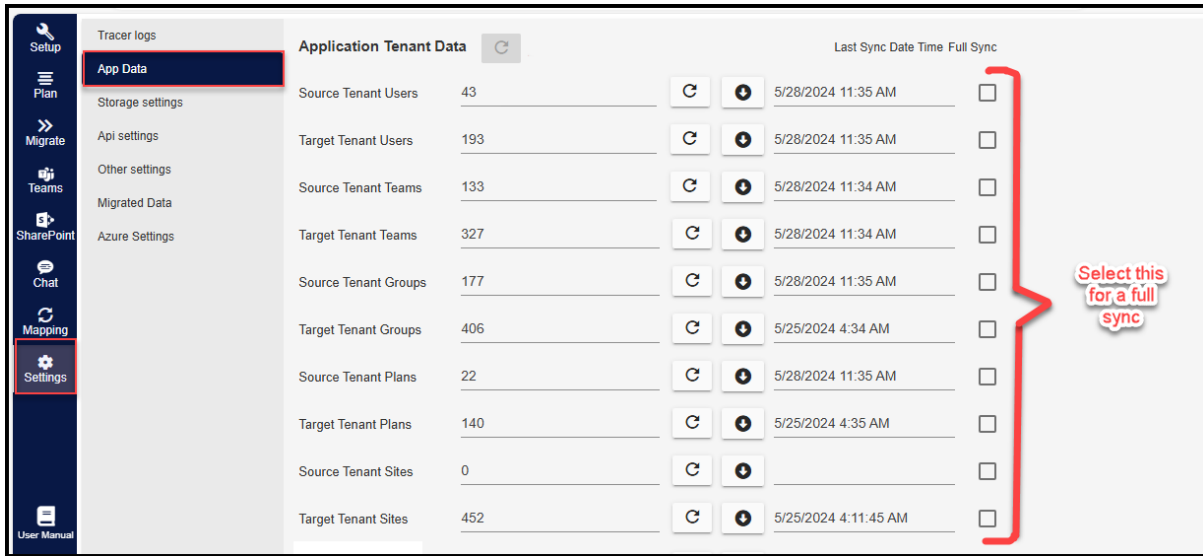 Setup
Plan
Migrate
Teams
SharePoint
Chat
Mapping
Settings
User Manual
Tracer logs
App Data
Storage settings
Api settings
Other settings
Migrated Data
Azure Settings
Application Tenant Data Last Sync Date Time Full Sync
Source Tenant Users 43 5/28/2024 11:35 AM
Target Tenant Users 193 5/28/2024 11:35 AM
Source Tenant Teams 133 5/28/2024 11:34 AM
Target Tenant Teams 327 5/28/2024 11:34 AM
Source Tenant Groups 177 5/28/2024 11:35 AM
Target Tenant Groups 406 5/25/2024 4:34 AM
Source Tenant Plans 22 5/28/2024 11:35 AM
Target Tenant Plans 140 5/25/2024 4:35 AM
Source Tenant Sites 0
Target Tenant Sites 452 5/25/2024 4:11:45 AM
Select this
for a full
sync